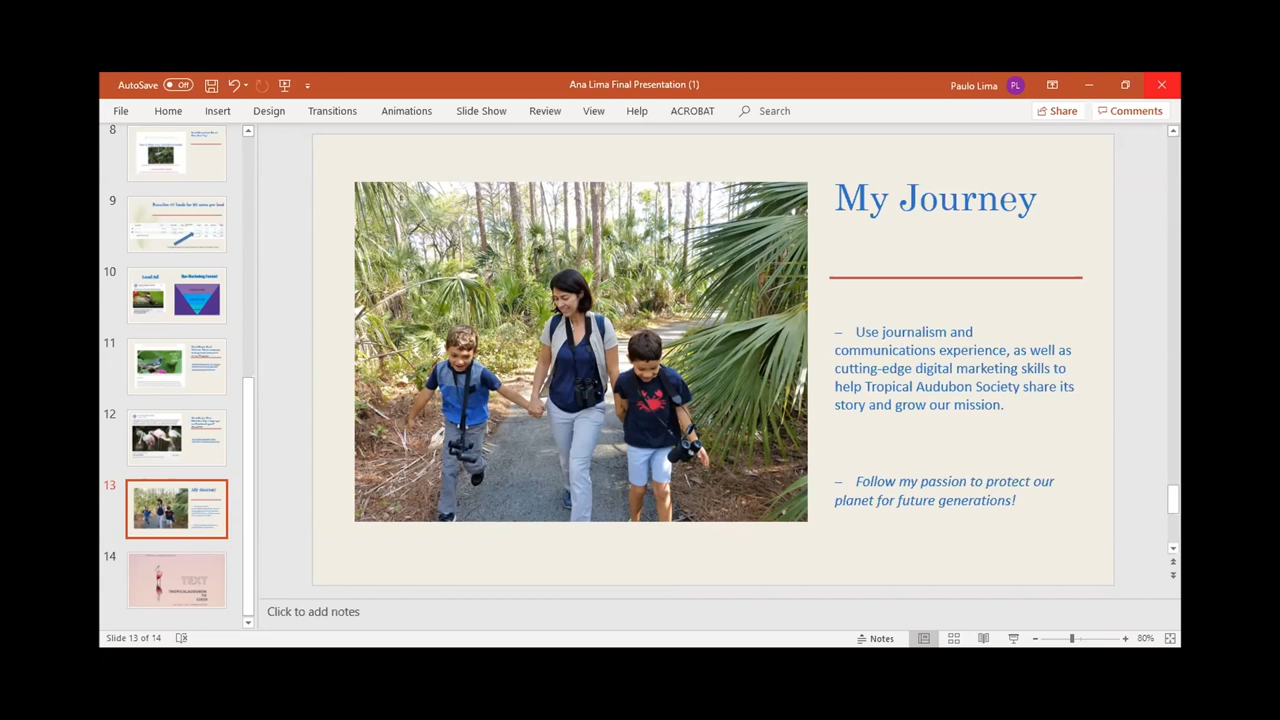 AutoSave Off
Ana Lima Final Presentation (1)
Paulo Lima PL
File Home Insert Design Transitions Animations Slide Show Review View Help ACROBAT Search
Share Comments
8
9
10
11
12
13
14
TEXT
My Journey
– Use journalism and
communications experience, as well as
cutting-edge digital marketing skills to
help Tropical Audubon Society share its
story and grow our mission.
– Follow my passion to protect our
planet for future generations!
Click to add notes
Slide 13 of 14
Notes
80%